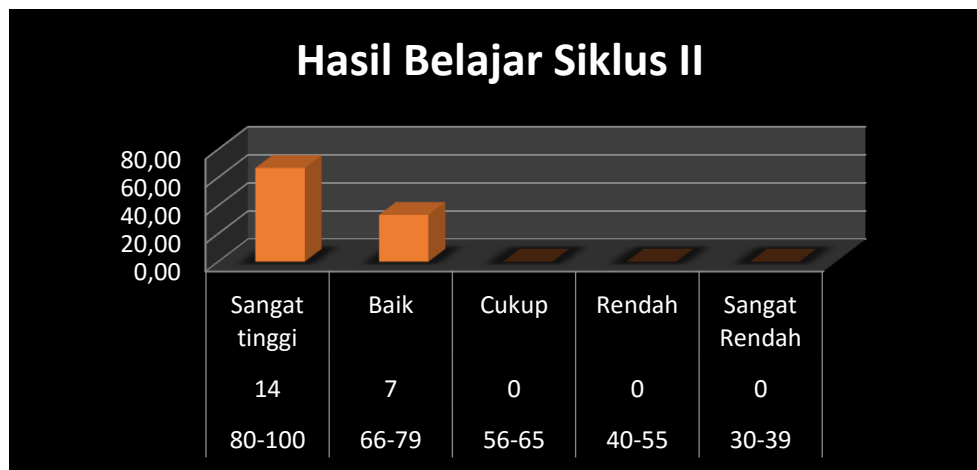 Hasil Belajar Siklus II
80,00
60,00
40,00
20,00
0,00
Sangat tinggi Baik Cukup Rendah Sangat Rendah
14 7 0 0 0
80-100 66-79 56-65 40-55 30-39